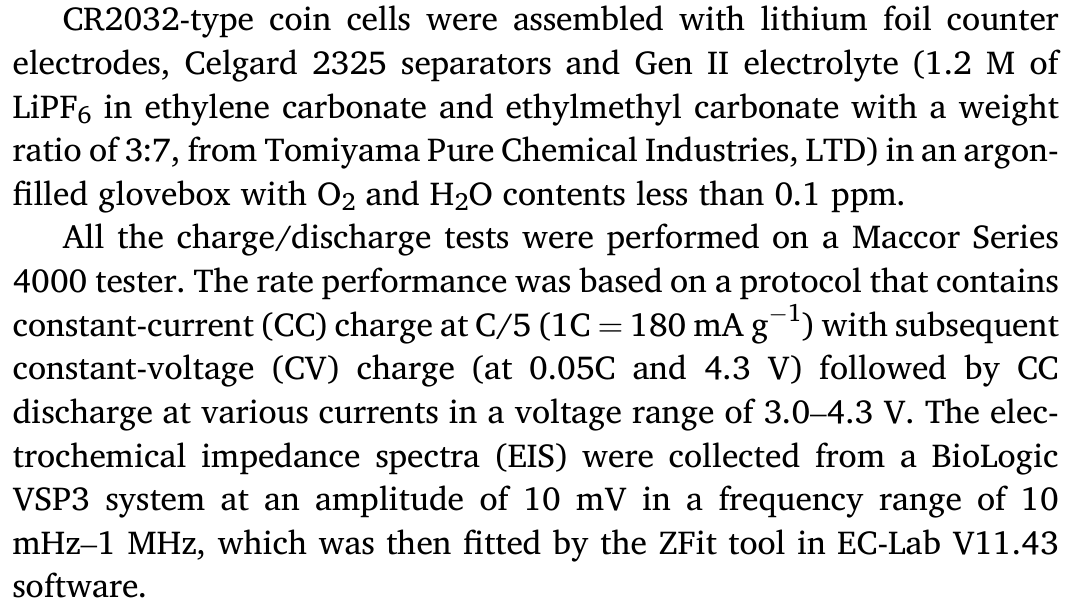 CR2032-type coin cells were assembled with lithium foil counter
electrodes, Celgard 2325 separators and Gen II electrolyte (1.2 M of
LiPF₆ in ethylene carbonate and ethylmethyl carbonate with a weight
ratio of 3:7, from Tomiyama Pure Chemical Industries, LTD) in an argon-
filled glovebox with O₂ and H₂O contents less than 0.1 ppm.
All the charge/discharge tests were performed on a Maccor Series
4000 tester. The rate performance was based on a protocol that contains
constant-current (CC) charge at C/5 (1C = 180 mA g⁻¹) with subsequent
constant-voltage (CV) charge (at 0.05C and 4.3 V) followed by CC
discharge at various currents in a voltage range of 3.0–4.3 V. The elec-
trochemical impedance spectra (EIS) were collected from a BioLogic
VSP3 system at an amplitude of 10 mV in a frequency range of 10
mHz–1 MHz, which was then fitted by the ZFit tool in EC-Lab V11.43
software.